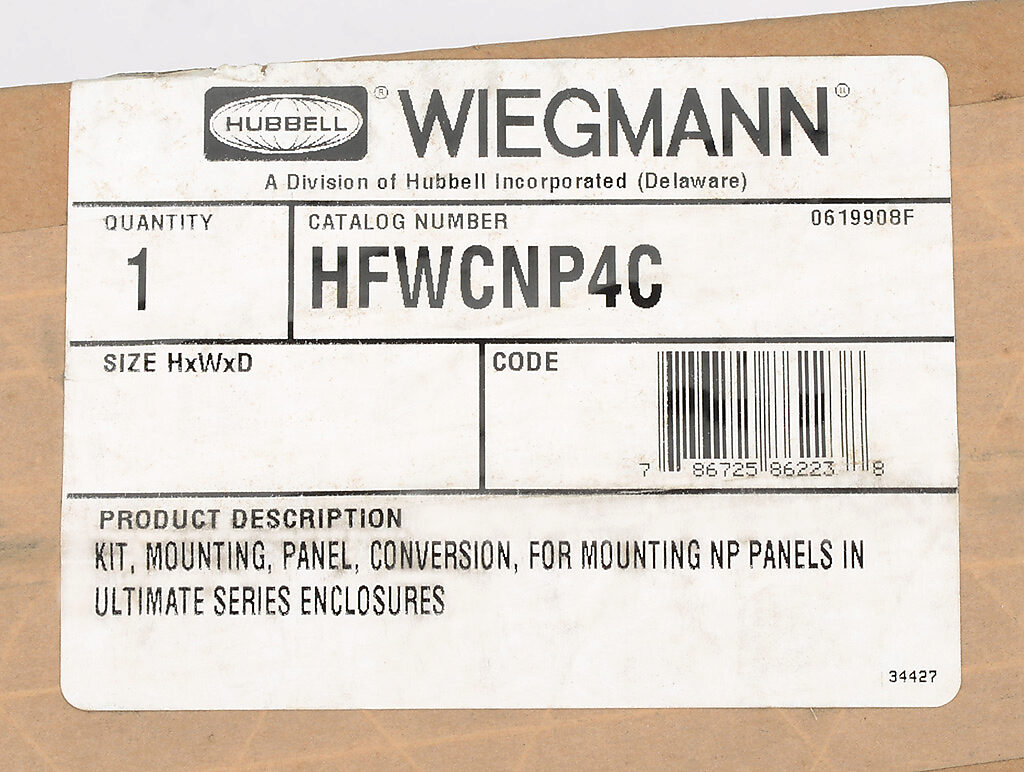 HUBBELL ® WIEGMANN ®
A Division of Hubbell Incorporated (Delaware)
QUANTITY
1
CATALOG NUMBER 0619908F
HFWCNP4C
SIZE HxWxD
CODE
7 86725 86223 8
PRODUCT DESCRIPTION
KIT, MOUNTING, PANEL, CONVERSION, FOR MOUNTING NP PANELS IN
ULTIMATE SERIES ENCLOSURES
34427